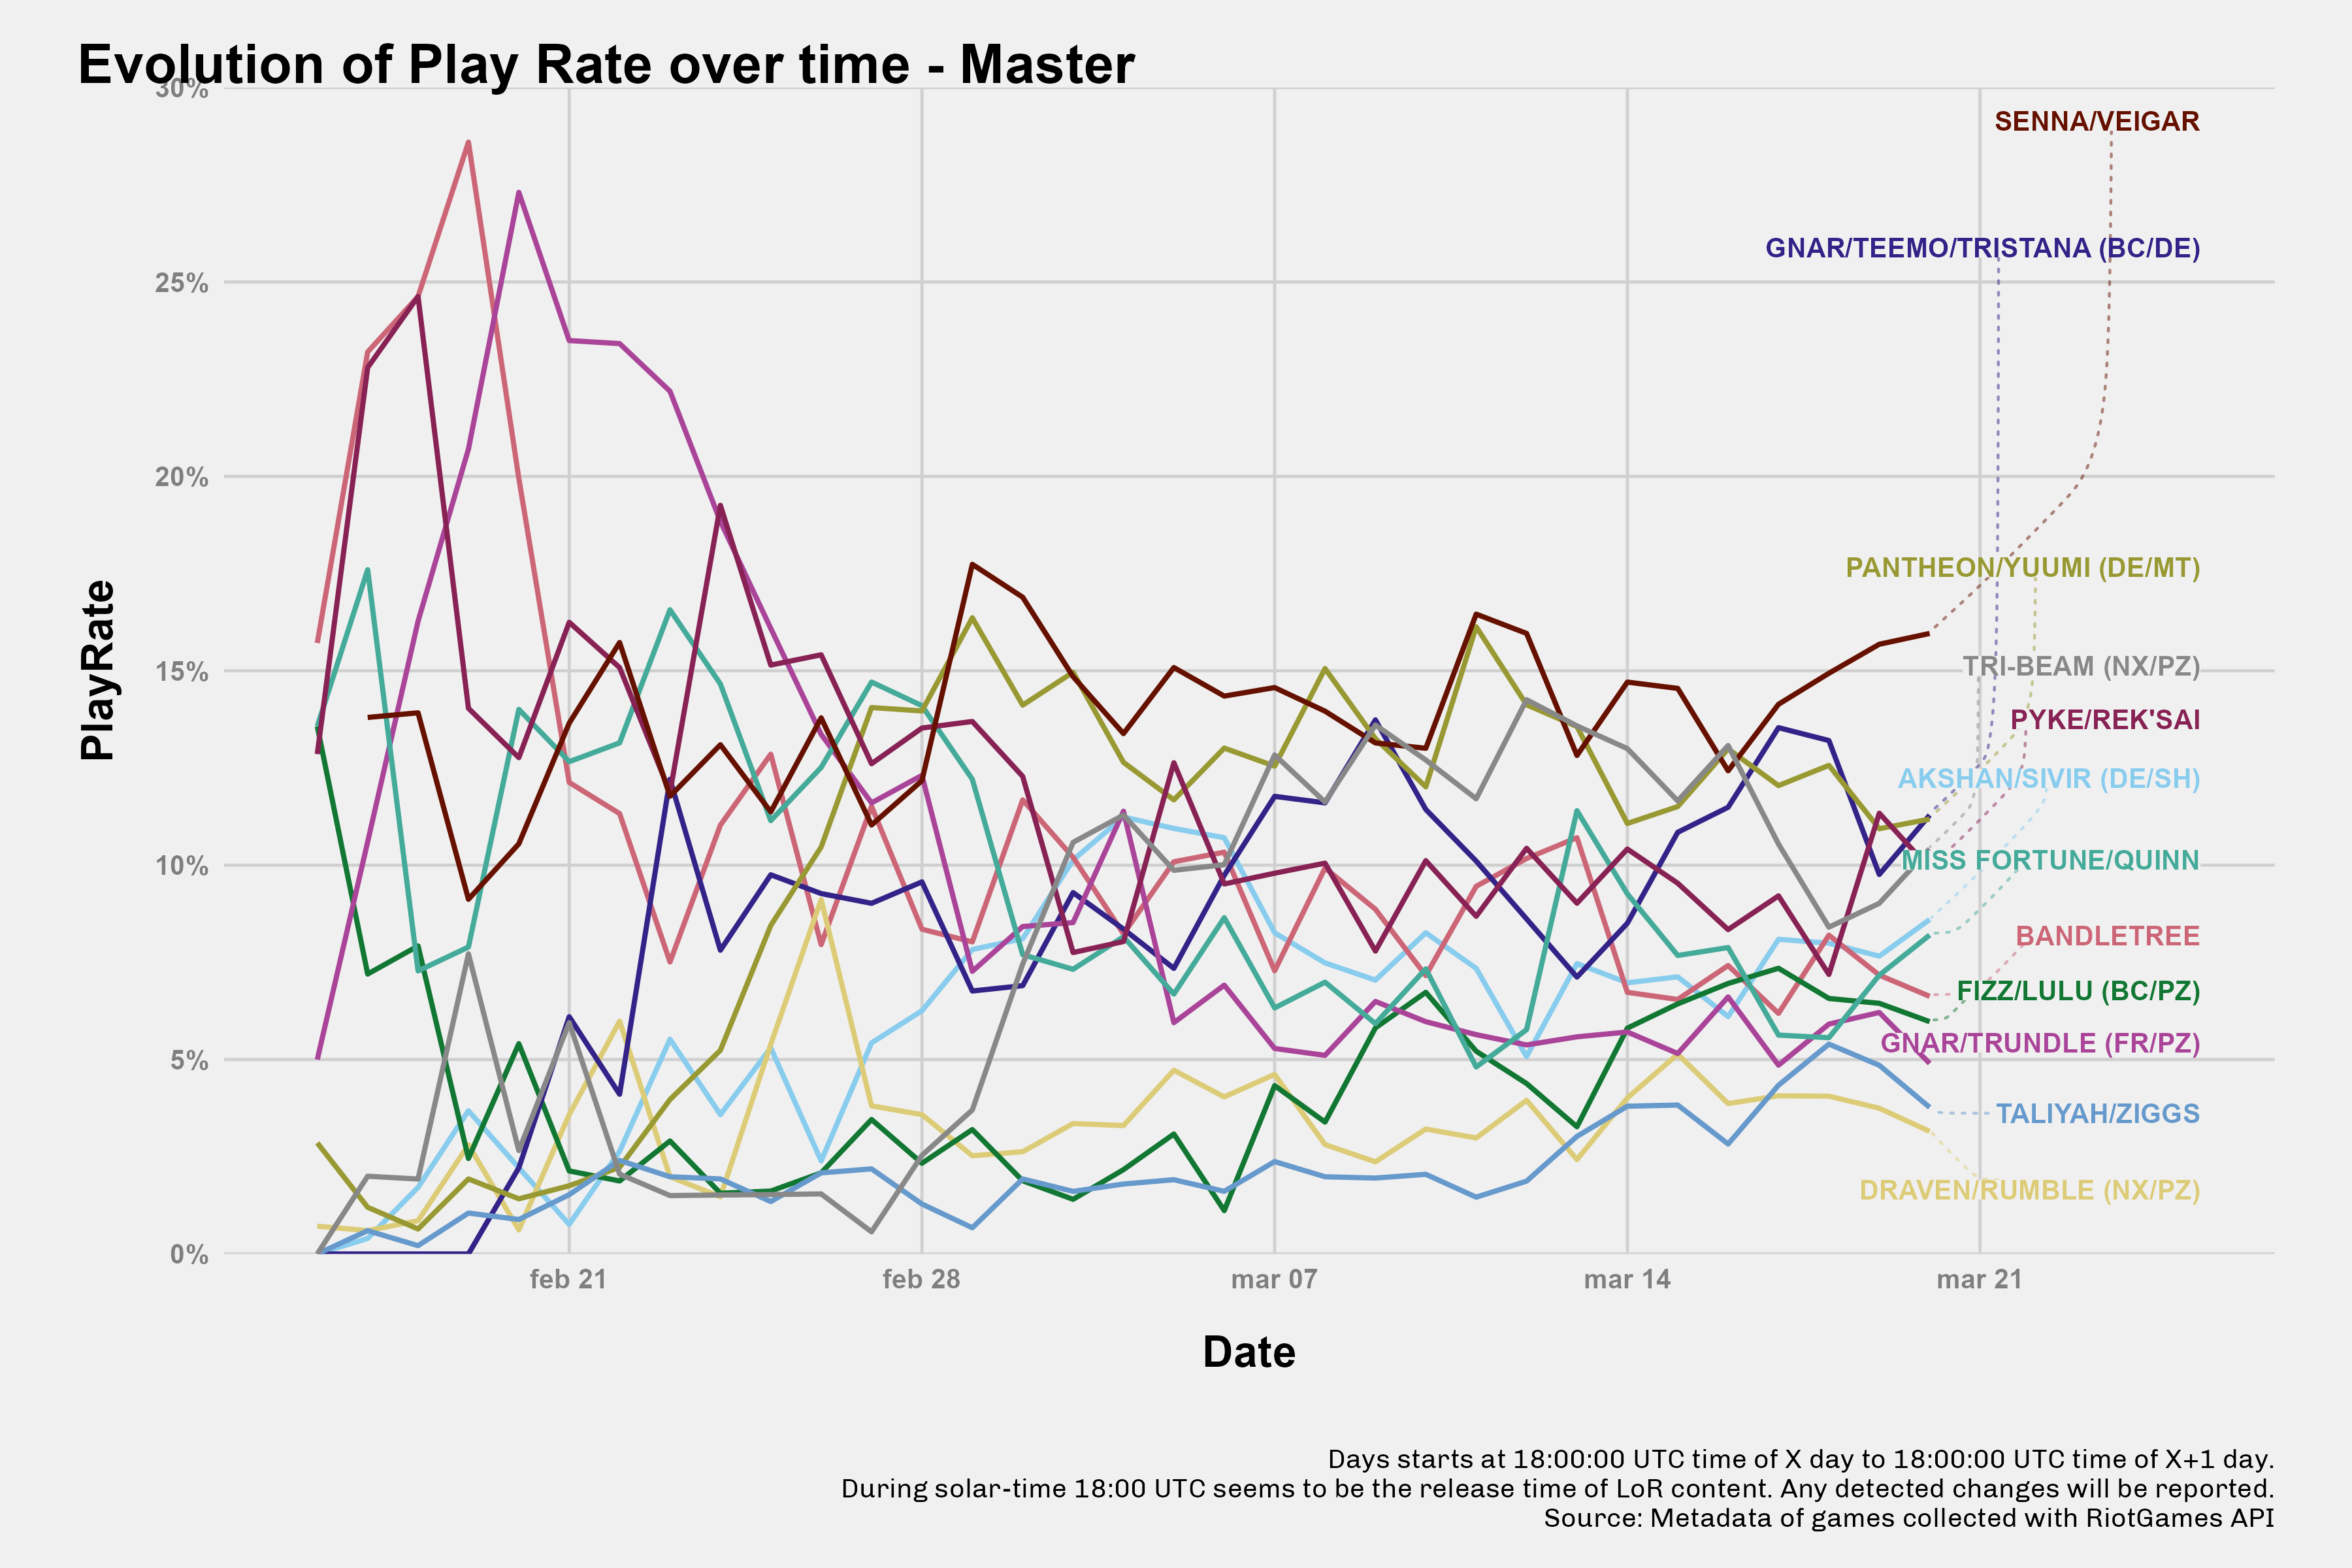 Evolution of Play Rate over time - Master
30%
25%
20%
15%
10%
5%
0%
PlayRate
SENNA/VEIGAR
GNAR/TEEMO/TRISTANA (BC/DE)
PANTHEON/YUUMI (DE/MT)
TRI-BEAM (NX/PZ)
PYKE/REK'SAI
AKSHAN/SIVIR (DE/SH)
MISS FORTUNE/QUINN
BANDLETREE
FIZZ/LULU (BC/PZ)
GNAR/TRUNDLE (FR/PZ)
TALIYAH/ZIGGS
DRAVEN/RUMBLE (NX/PZ)
feb 21
feb 28
mar 07
mar 14
mar 21
Date
Days starts at 18:00:00 UTC time of X day to 18:00:00 UTC time of X+1 day.
During solar-time 18:00 UTC seems to be the release time of LoR content. Any detected changes will be reported.
Source: Metadata of games collected with RiotGames API